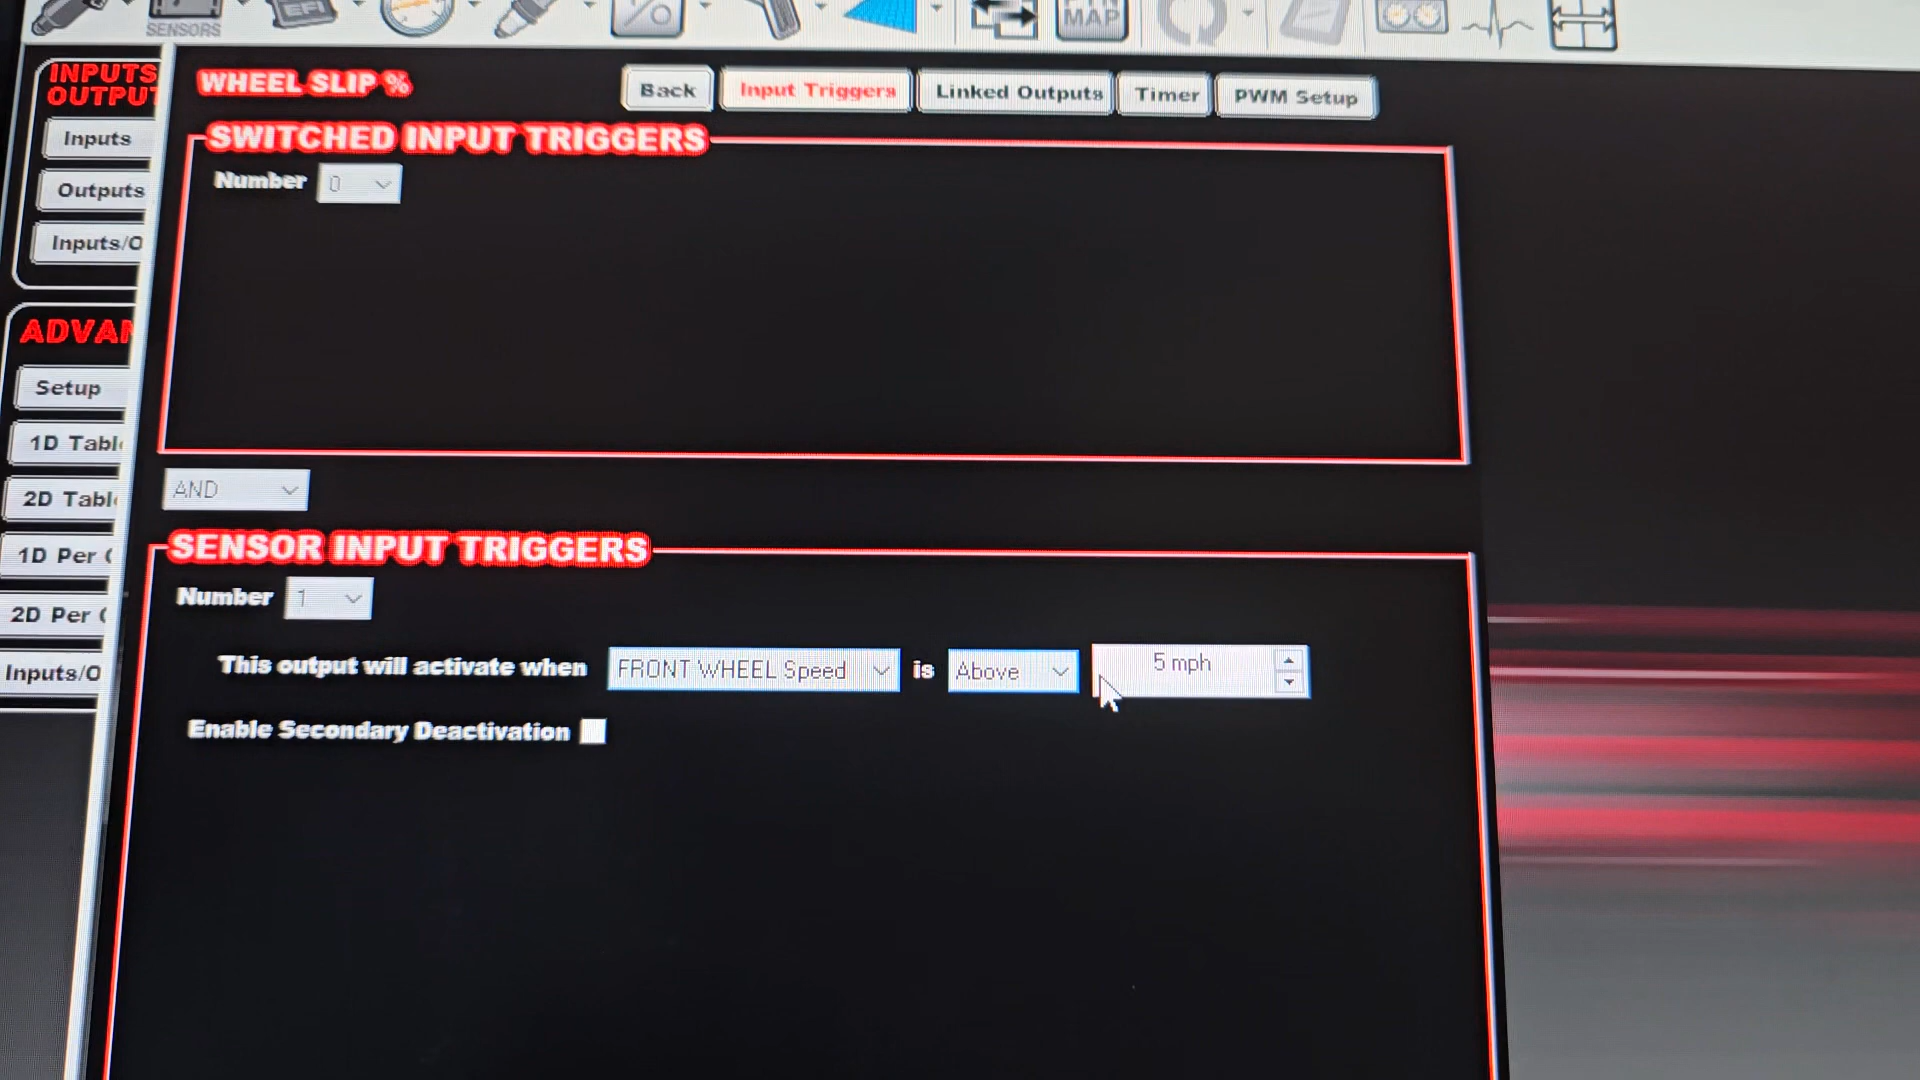 SENSORS
EFI
%
MAP
INPUTS
OUTPUT
Inputs
Outputs
Inputs/O
ADVAN
Setup
1D Tabl
2D Tabl
1D Per
2D Per
Inputs/O
WHEEL SLIP %
Back
Input Triggers
Linked Outputs
Timer
PWM Setup
SWITCHED INPUT TRIGGERS
Number 0
AND
SENSOR INPUT TRIGGERS
Number 1
This output will activate when FRONT WHEEL Speed is Above 5 mph
Enable Secondary Deactivation